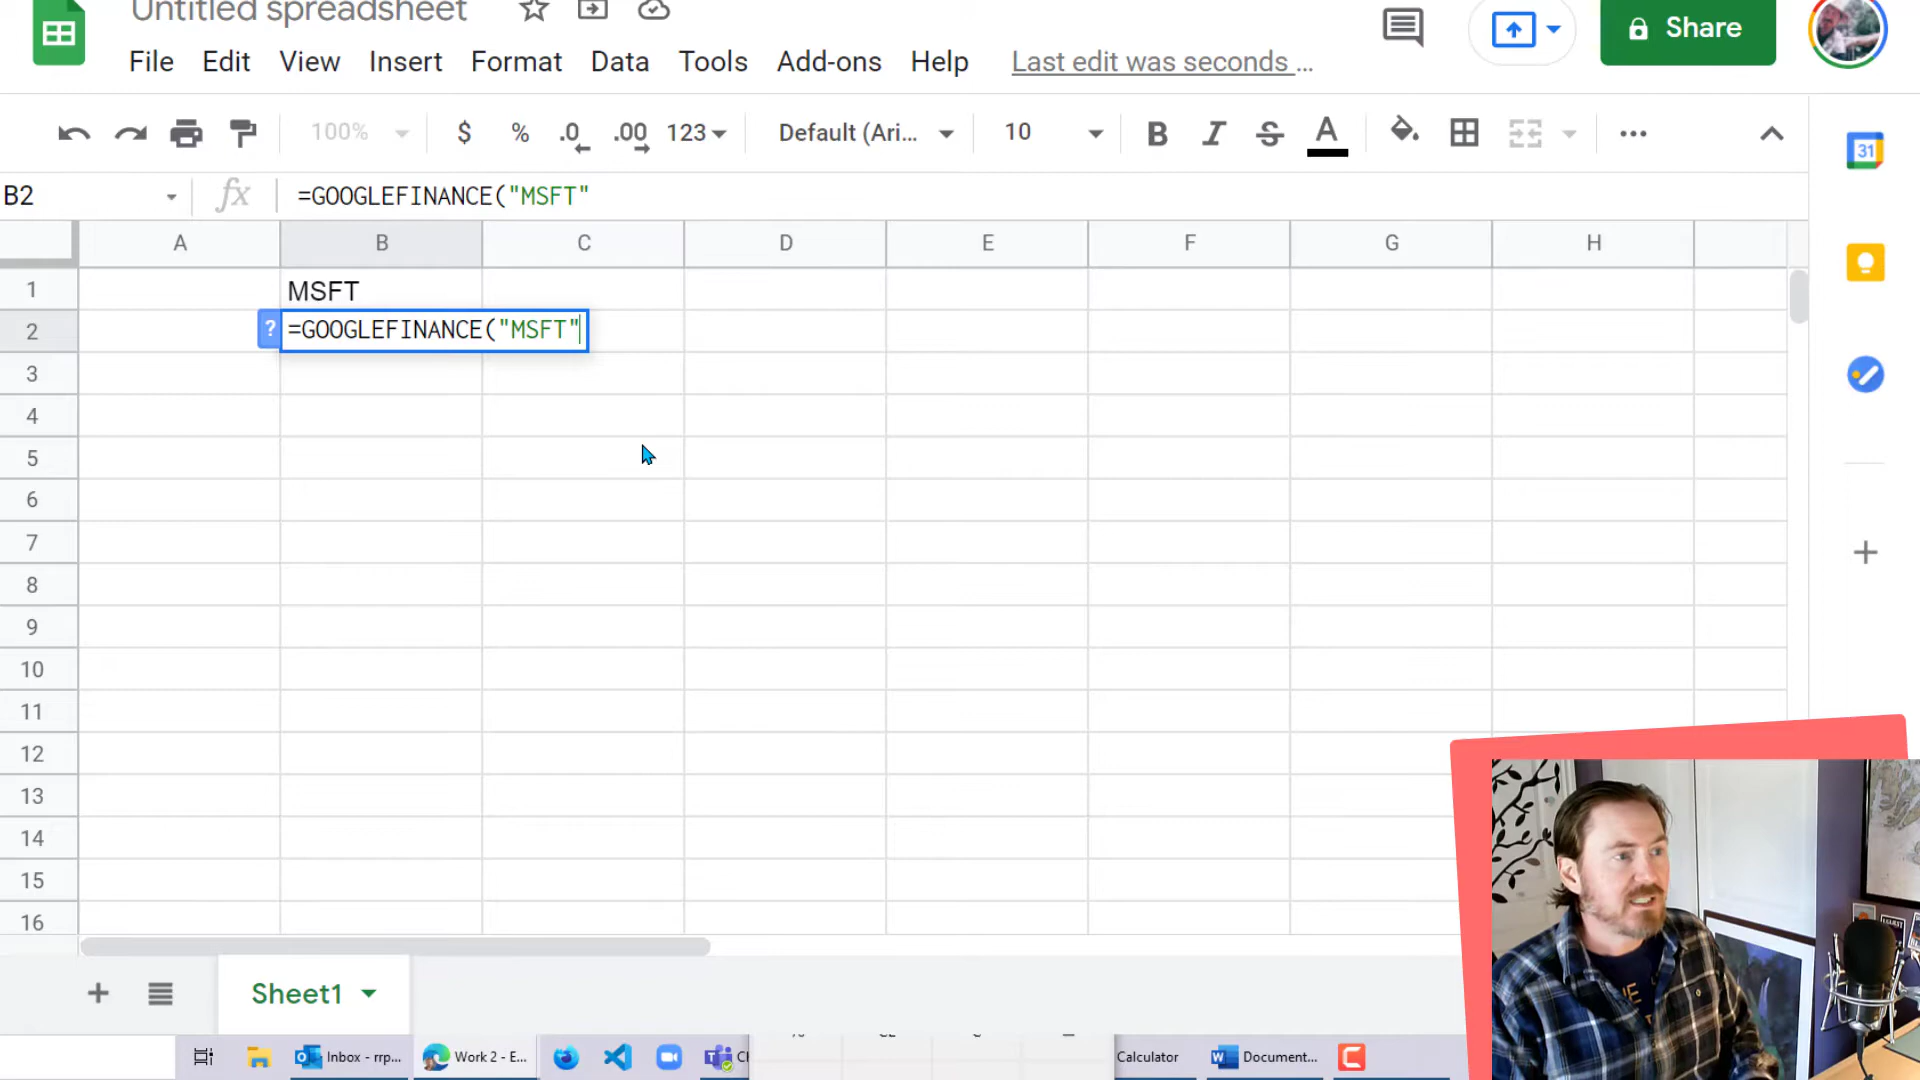 Untitled spreadsheet
File Edit View Insert Format Data Tools Add-ons Help Last edit was seconds ...
Share
100% $ % .0 .00 123 Default (Ari... 10 B I S A
31
B2 fx =GOOGLEFINANCE("MSFT"
A B C D E F G H
1 MSFT
2 ? =GOOGLEFINANCE("MSFT"
3
4
5
6
7
8
9
10
11
12
13
14
15
16
Sheet1
Inbox - rrp... Work 2 - E... Calculator Document...